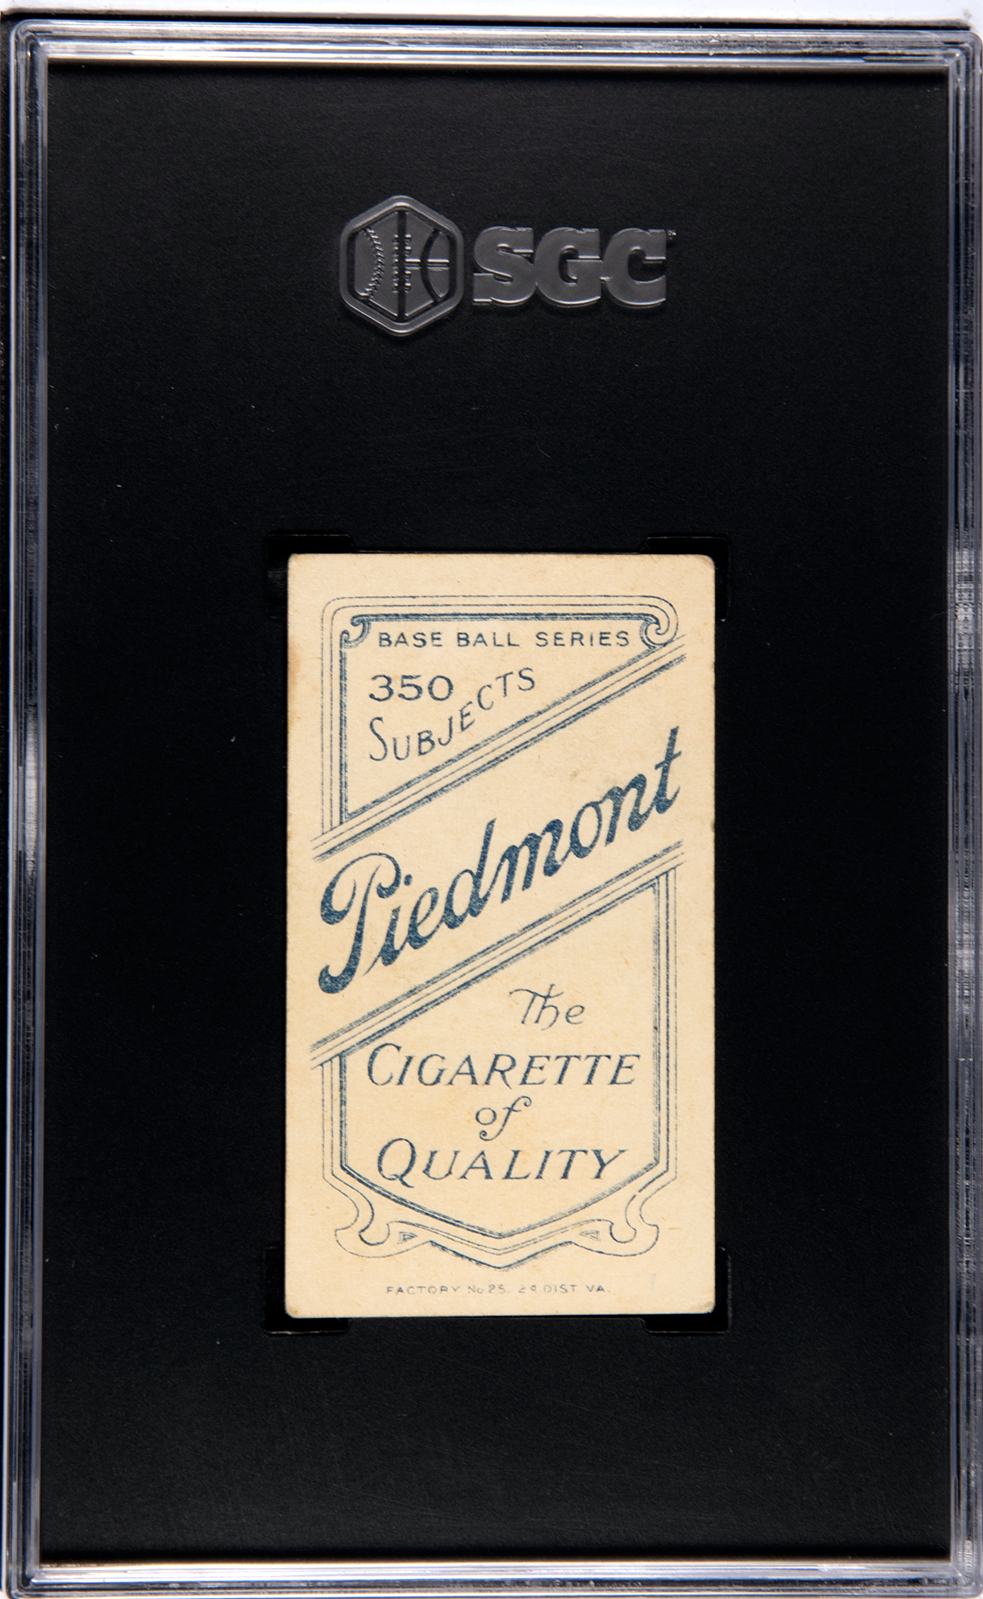 SGC
BASE BALL SERIES
350
SUBJECTS
Piedmont
The
CIGARETTE
of
QUALITY
FACTORY No 25. 2D DIST VA.